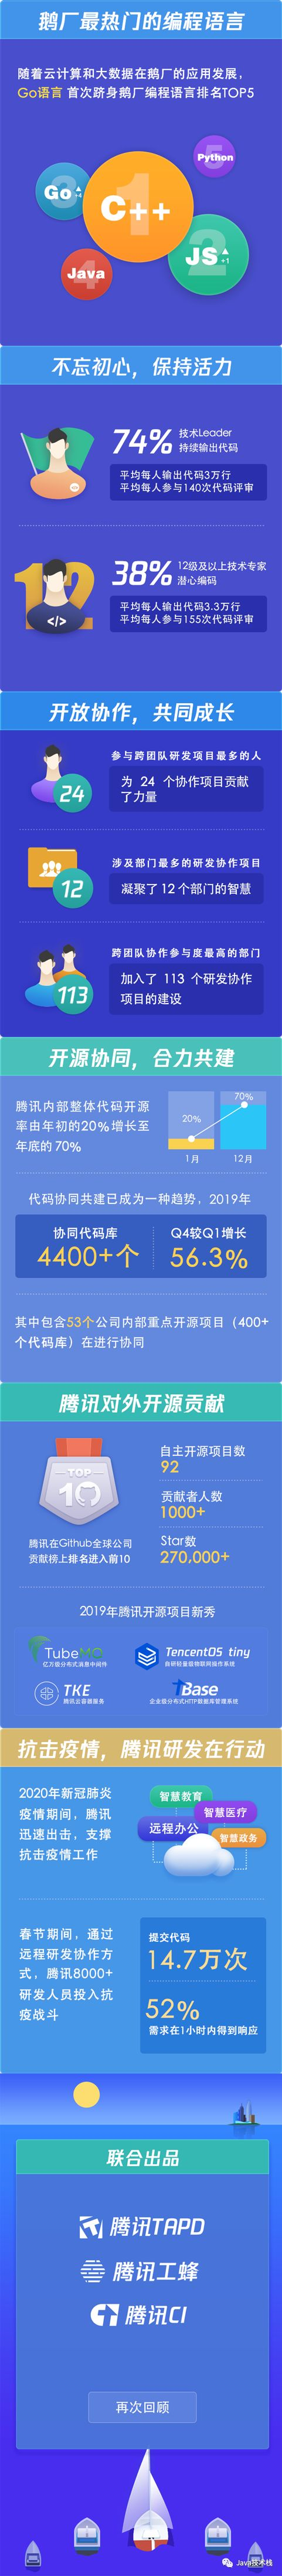 鹅厂最热门的编程语言
随着云计算和大数据在鹅厂的应用发展，
Go语言 首次跻身鹅厂编程语言排名TOP5
5
Python
3
Go
+4
1
C++
2
JS
+1
4
Java
不忘初心，保持活力
74%
技术Leader
持续输出代码
平均每人输出代码3万行
平均每人参与140次代码评审
12
</>
38%
12级及以上技术专家
潜心编码
平均每人输出代码3.3万行
平均每人参与155次代码评审
开放协作，共同成长
参与跨团队研发项目最多的人
24
为 24 个协作项目贡献
了力量
涉及部门最多的研发协作项目
12
凝聚了 12 个部门的智慧
跨团队协作参与度最高的部门
113
加入了 113 个研发协作
项目的建设
开源协同，合力共建
腾讯内部整体代码开源
率由年初的20%增长至
年底的 70%
20%
70%
1月
12月
代码协同共建已成为一种趋势，2019年
协同代码库
4400+个
Q4较Q1增长
56.3%
其中包含53个公司内部重点开源项目（400+
个代码库）在进行协同
腾讯对外开源贡献
TOP
10
腾讯在Github全球公司
贡献榜上排名进入前10
自主开源项目数
92
贡献者人数
1000+
Star数
270,000+
2019年腾讯开源项目新秀
TubeMQ
亿万级分布式消息中间件
TencentOS tiny
自研轻量级物联网操作系统
TKE
腾讯云容器服务
TBase
企业级分布式HTTP数据库管理系统
抗击疫情，腾讯研发在行动
2020年新冠肺炎
疫情期间，腾讯
迅速出击，支撑
抗击疫情工作
智慧教育
智慧医疗
远程办公
智慧政务
春节期间，通过
远程研发协作方
式，腾讯8000+
研发人员投入抗
疫战斗
提交代码
14.7万次
52%
需求在1小时内得到响应
联合出品
腾讯TAPD
腾讯工蜂
腾讯CI
再次回顾
Java技术栈